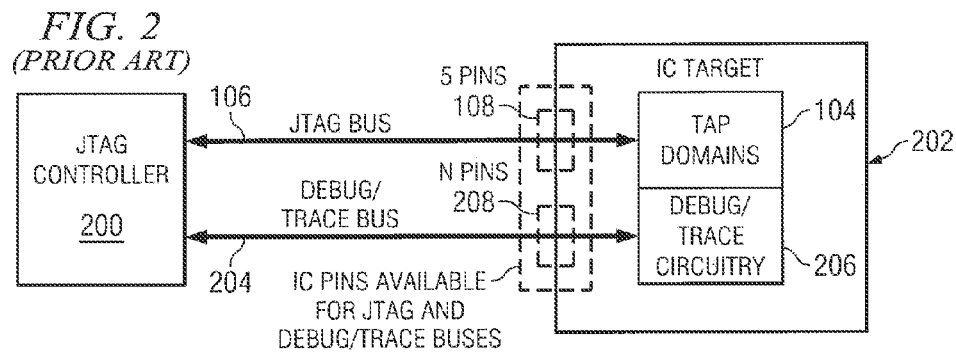 FIG. 2
(PRIOR ART)
JTAG
CONTROLLER
200
106
JTAG BUS
DEBUG/
TRACE BUS
204
5 PINS
108
N PINS
208
IC PINS AVAILABLE
FOR JTAG AND
DEBUG/TRACE BUSES
IC TARGET
TAP
DOMAINS
104
DEBUG/
TRACE
CIRCUITRY
206
202